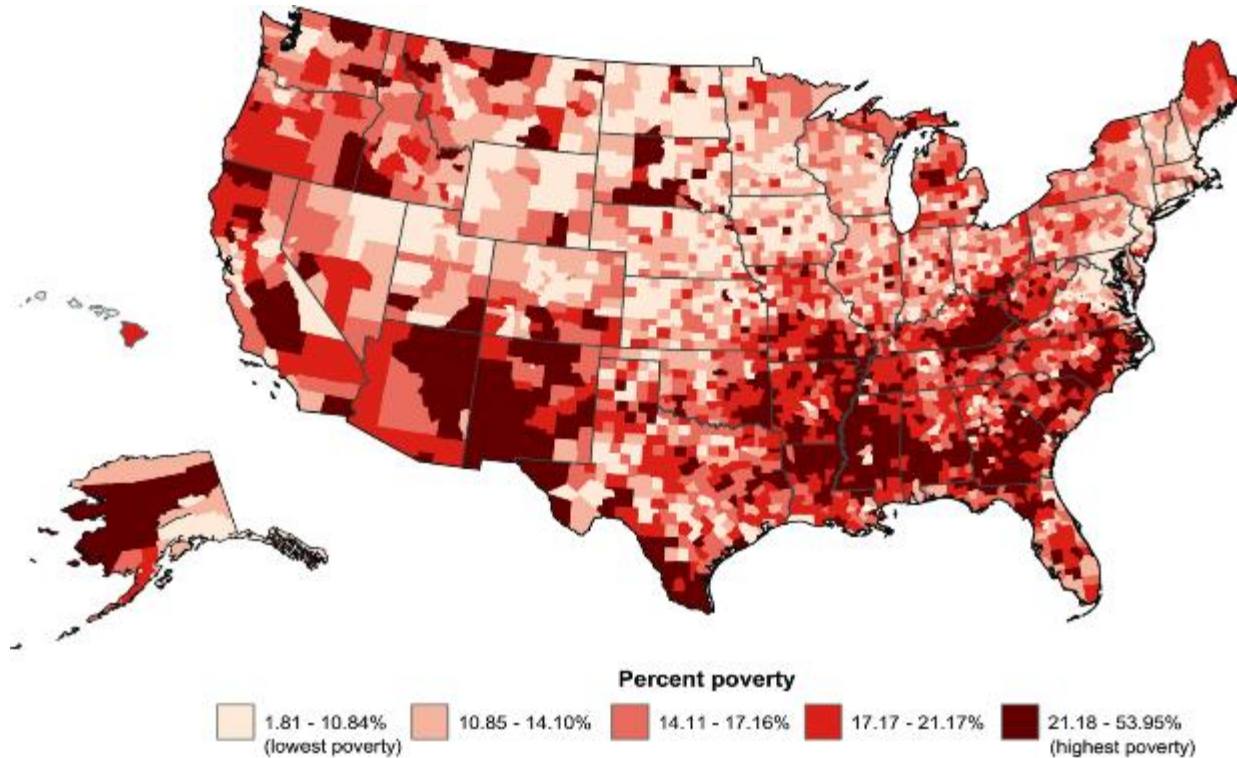 Percent poverty
1.81 - 10.84% 10.85 - 14.10% 14.11 - 17.16% 17.17 - 21.17% 21.18 - 53.95%
(lowest poverty) (highest poverty)